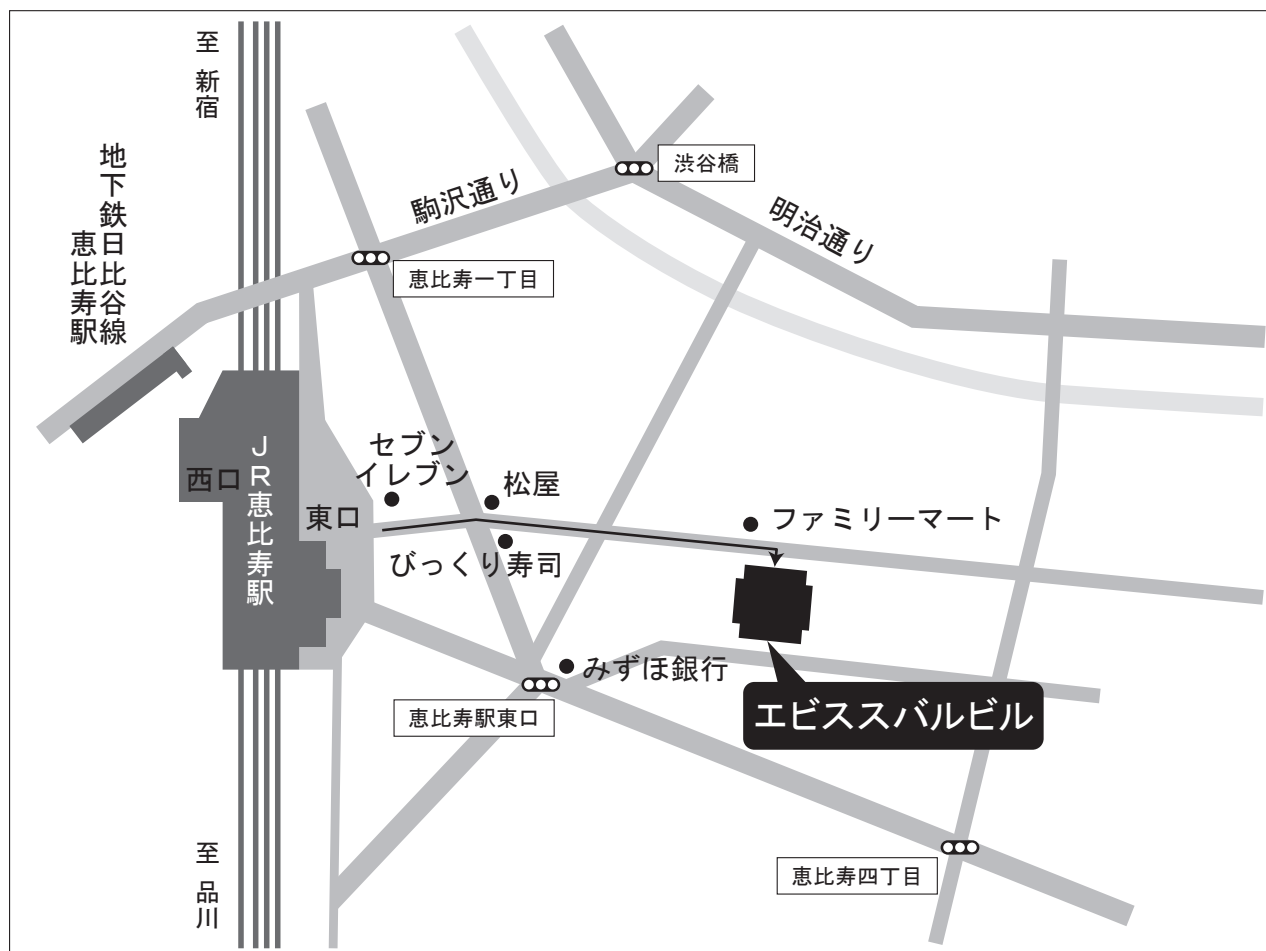 至 新宿
地下鉄日比谷線
恵比寿駅
駒沢通り
渋谷橋
明治通り
恵比寿一丁目
セブン
イレブン
松屋
西口
JR恵比寿駅
東口
ファミリーマート
びっくり寿司
みずほ銀行
エビススバルビル
恵比寿駅東口
至 品川
恵比寿四丁目